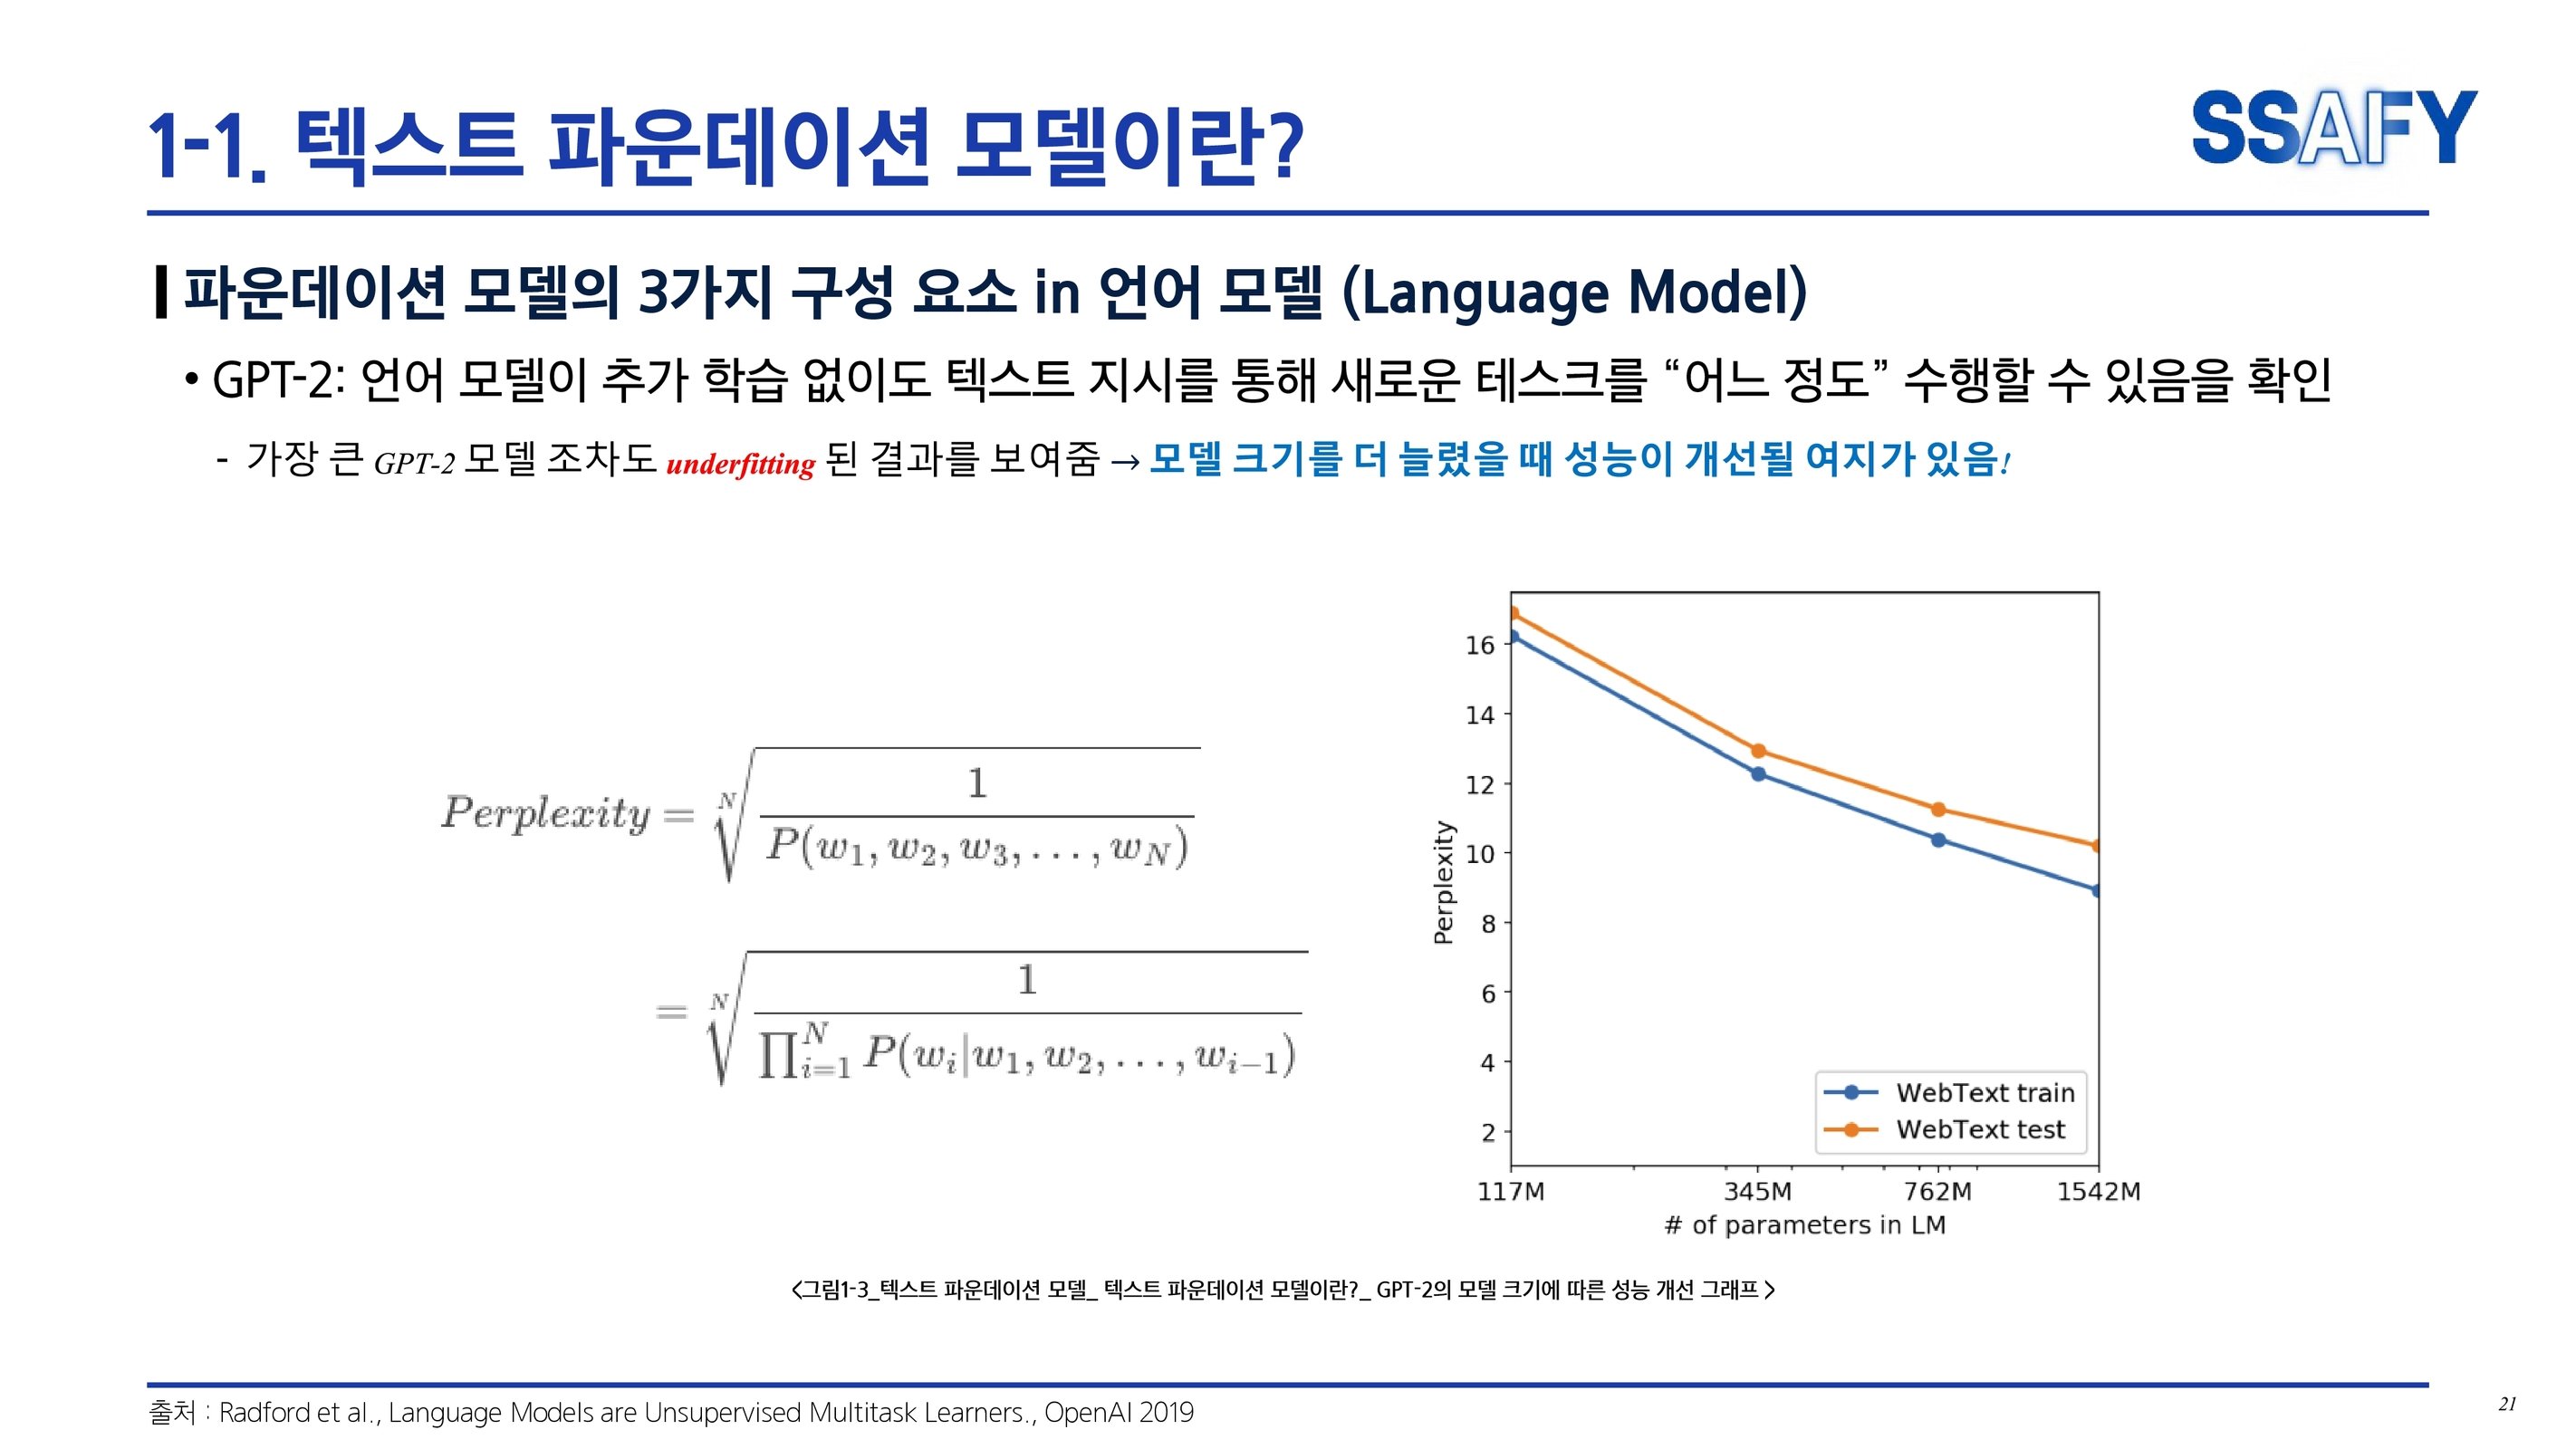 1-1. 텍스트 파운데이션 모델이란?
SSAFY
파운데이션 모델의 3가지 구성 요소 in 언어 모델 (Language Model)
• GPT-2: 언어 모델이 추가 학습 없이도 텍스트 지시를 통해 새로운 테스크를 “어느 정도” 수행할 수 있음을 확인
- 가장 큰 GPT-2 모델 조차도 underfitting 된 결과를 보여줌 → 모델 크기를 더 늘렸을 때 성능이 개선될 여지가 있음!
Perplexity = \sqrt[N]{\frac{1}{P(w_1, w_2, w_3, ..., w_N)}}
= \sqrt[N]{\frac{1}{\prod_{i=1}^{N} P(w_i|w_1, w_2, ..., w_{i-1})}}
Perplexity
16
14
12
10
8
6
4
2
WebText train
WebText test
117M 345M 762M 1542M
# of parameters in LM
<그림1-3_텍스트 파운데이션 모델_ 텍스트 파운데이션 모델이란?_ GPT-2의 모델 크기에 따른 성능 개선 그래프 >
출처 : Radford et al., Language Models are Unsupervised Multitask Learners., OpenAI 2019
21